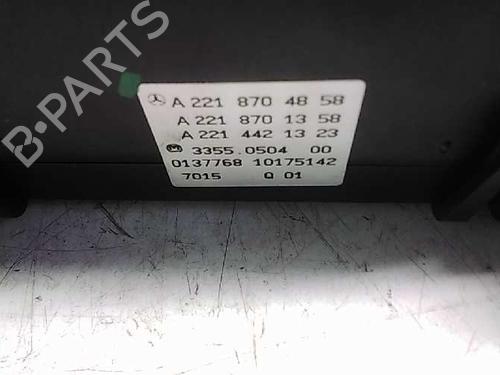 B-PARTS
A 221 870 48 58
A 221 870 13 58
A 221 442 13 23
3355.0504 00
0137768 10175142
7015 Q 01